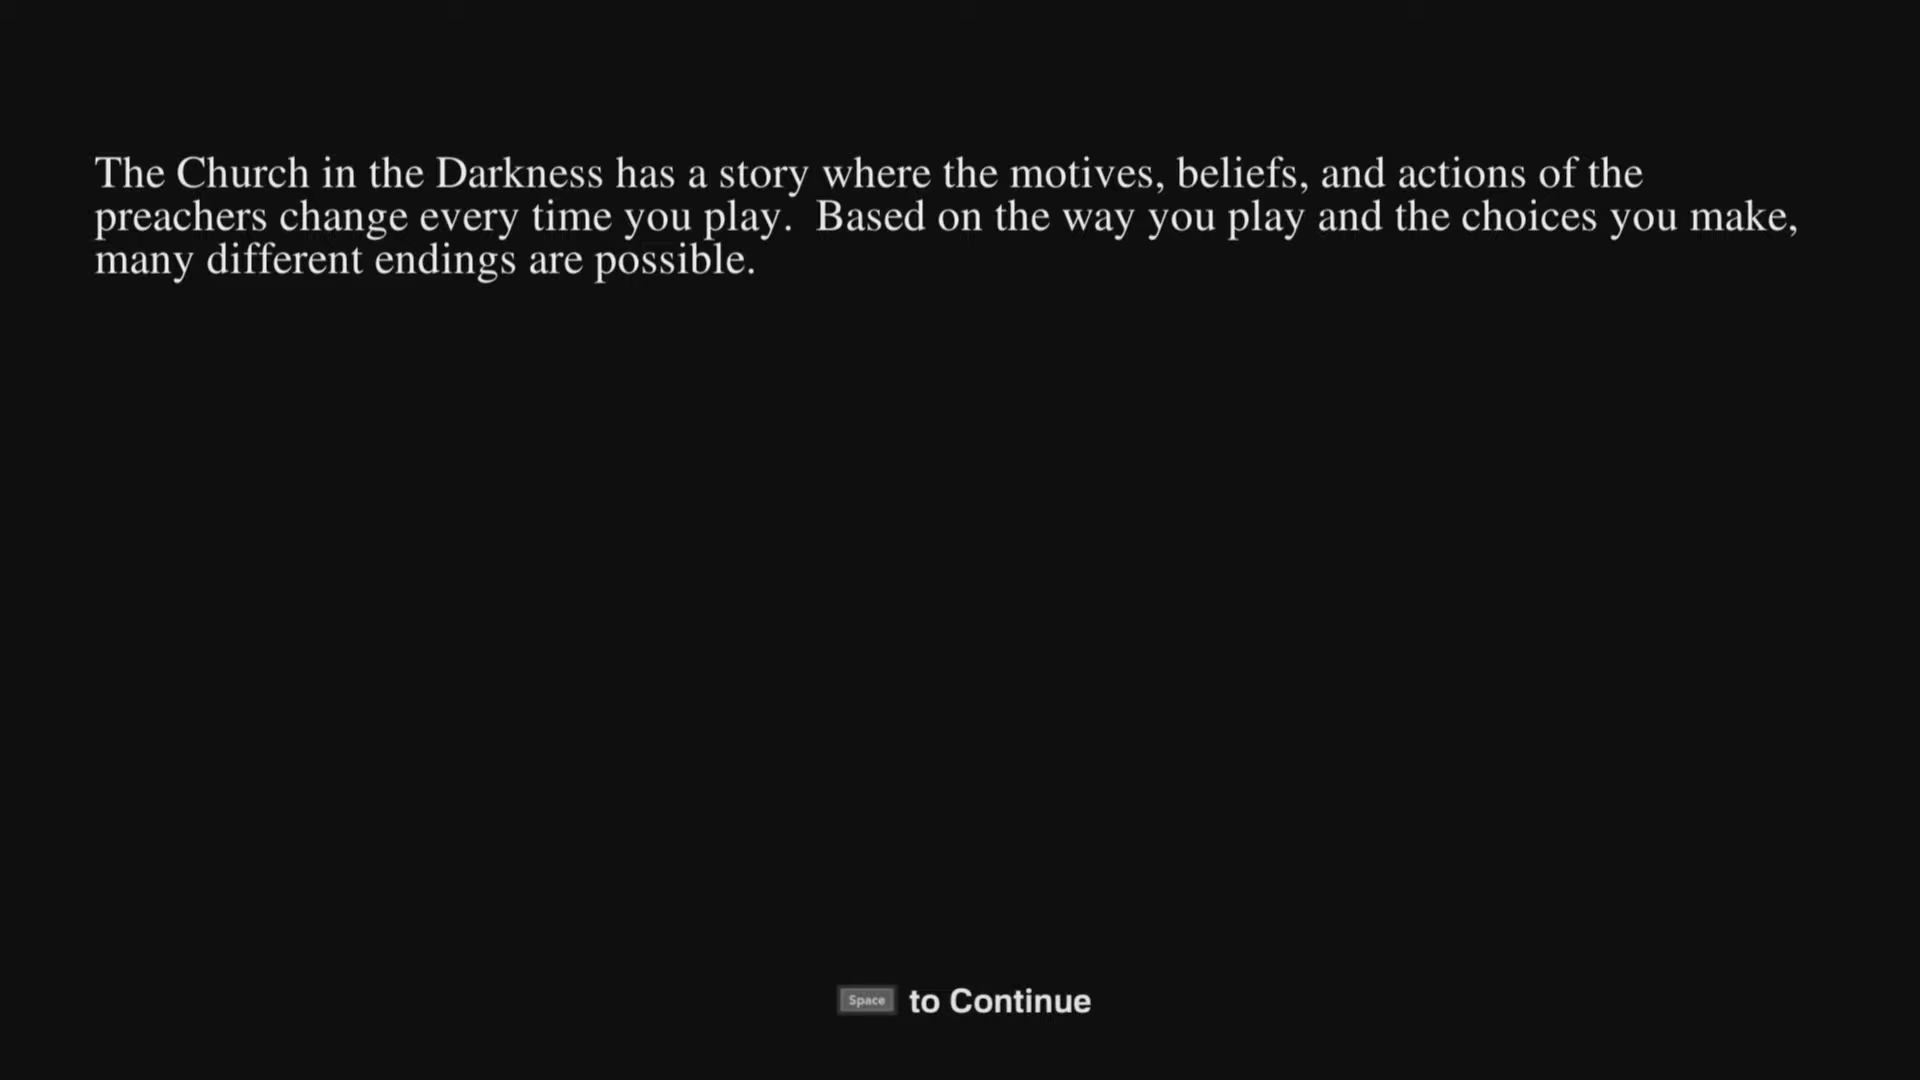 The Church in the Darkness has a story where the motives, beliefs, and actions of the
preachers change every time you play.  Based on the way you play and the choices you make,
many different endings are possible.
Space to Continue